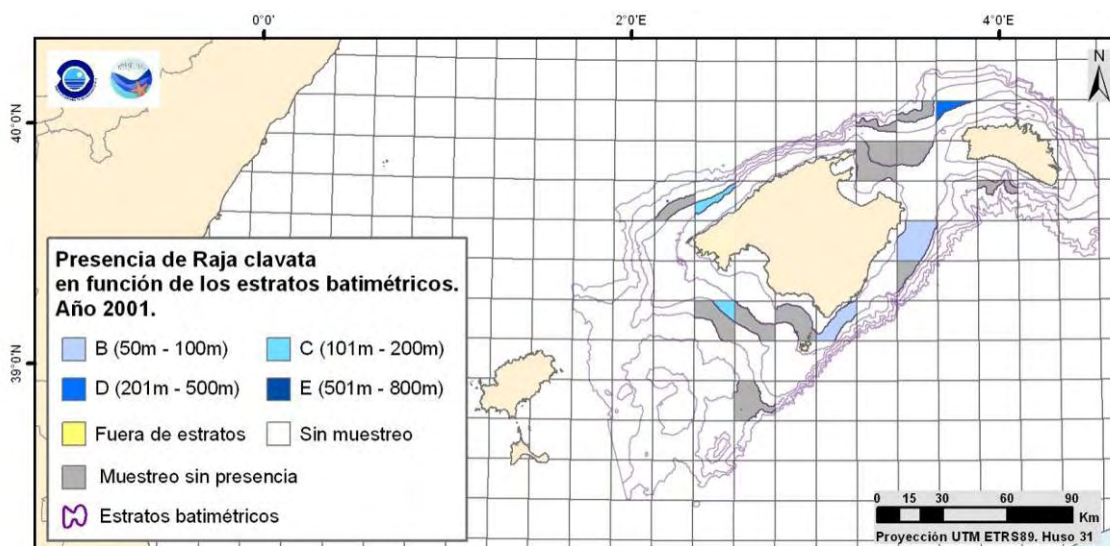 0°0'
2°0'E
4°0'E
N
40°0'N
39°0'N
Presencia de Raja clavata
en función de los estratos batimétricos.
Año 2001.
B (50m - 100m)
C (101m - 200m)
D (201m - 500m)
E (501m - 800m)
Fuera de estratos
Sin muestreo
Muestreo sin presencia
Estratos batimétricos
0 15 30 60 90
Km
Proyección UTM ETRS89. Huso 31